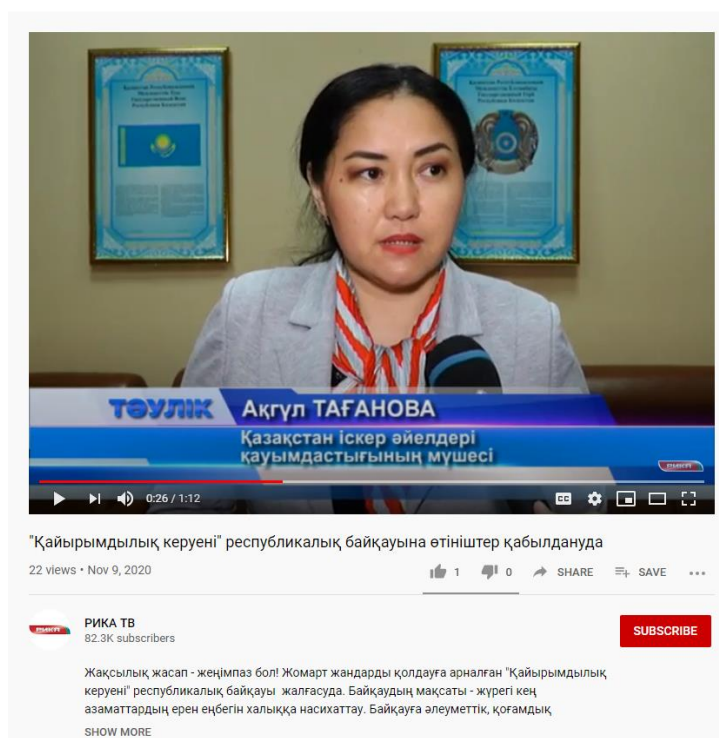 ТӘУЛІК
Ақгүл ТАҒАНОВА
Қазақстан іскер әйелдері
қауымдастығының мүшесі
РИКА
0:26 / 1:12
CC
"Қайырымдылық керуені" республикалық байқауына өтініштер қабылдануда
22 views • Nov 9, 2020
1
0
SHARE
SAVE
РИКА
РИКА ТВ
82.3K subscribers
SUBSCRIBE
Жақсылық жасап - жеңімпаз бол! Жомарт жандарды қолдауға арналған "Қайырымдылық
керуені" республикалық байқауы жалғасуда. Байқаудың мақсаты - жүрегі кең
азаматтардың ерен еңбегін халыққа насихаттау. Байқауға әлеуметтік, қоғамдық
SHOW MORE